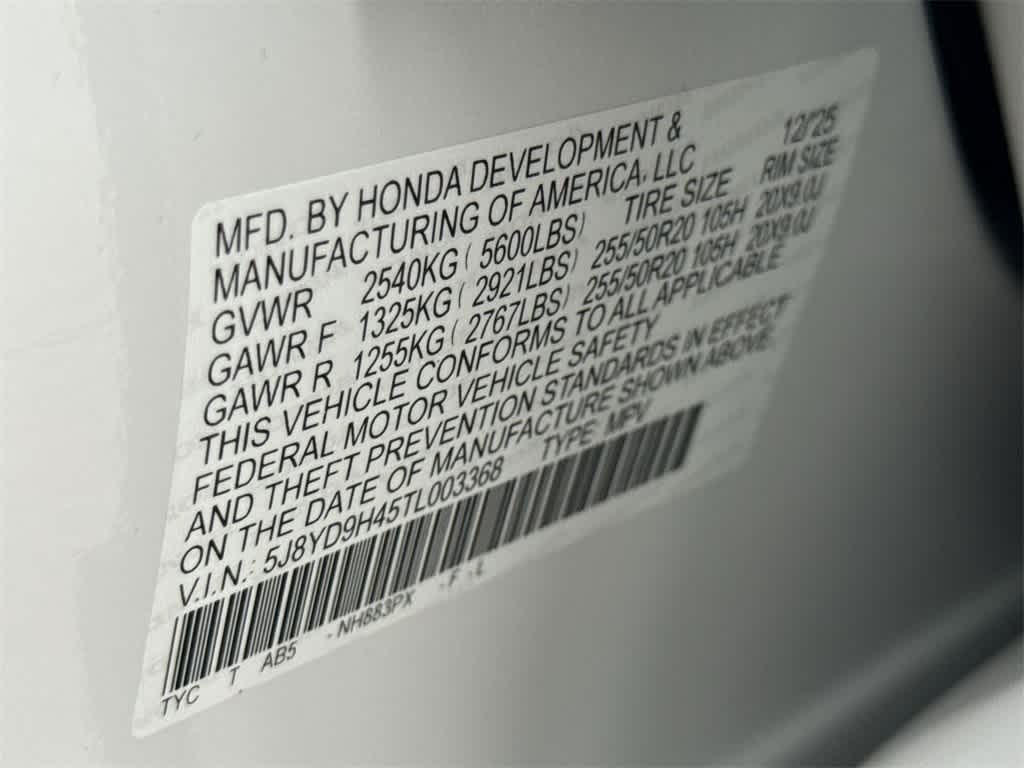 12/25
MFD. BY HONDA DEVELOPMENT &
MANUFACTURING OF AMERICA, LLC
GVWR 2540KG ( 5600LBS) TIRE SIZE RIM SIZE
GAWR F 1325KG ( 2921LBS) 255/50R20 105H 20X9.0J
GAWR R 1255KG ( 2767LBS) 255/50R20 105H 20X9.0J
THIS VEHICLE CONFORMS TO ALL APPLICABLE
FEDERAL MOTOR VEHICLE SAFETY
AND THEFT PREVENTION STANDARDS IN EFFECT
ON THE DATE OF MANUFACTURE SHOWN ABOVE.
V.I.N.: 5J8YD9H45TL003368 TYPE: MPV
TYC T AB5 - NH883PX - F - L